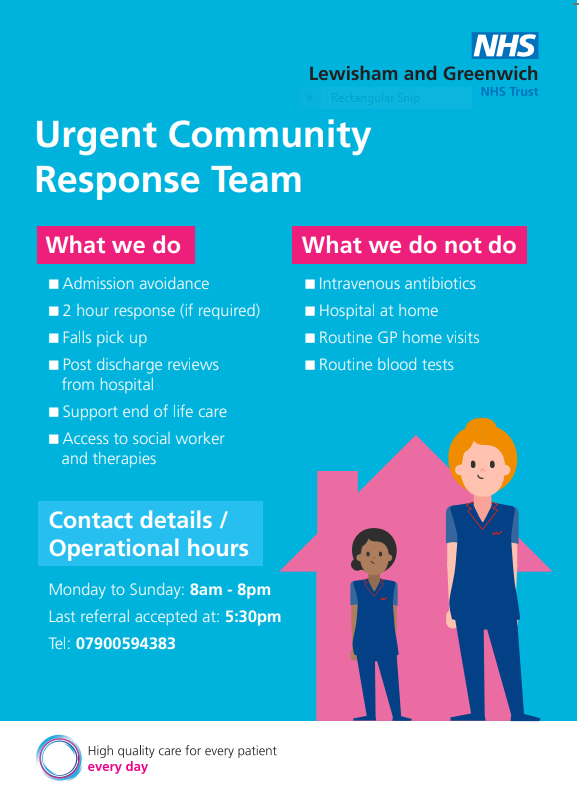 NHS
Lewisham and Greenwich
NHS Trust
Rectangular Snip
Urgent Community
Response Team
What we do
Admission avoidance
2 hour response (if required)
Falls pick up
Post discharge reviews
from hospital
Support end of life care
Access to social worker
and therapies
What we do not do
Intravenous antibiotics
Hospital at home
Routine GP home visits
Routine blood tests
Contact details /
Operational hours
Monday to Sunday: 8am - 8pm
Last referral accepted at: 5:30pm
Tel: 07900594383
High quality care for every patient
every day